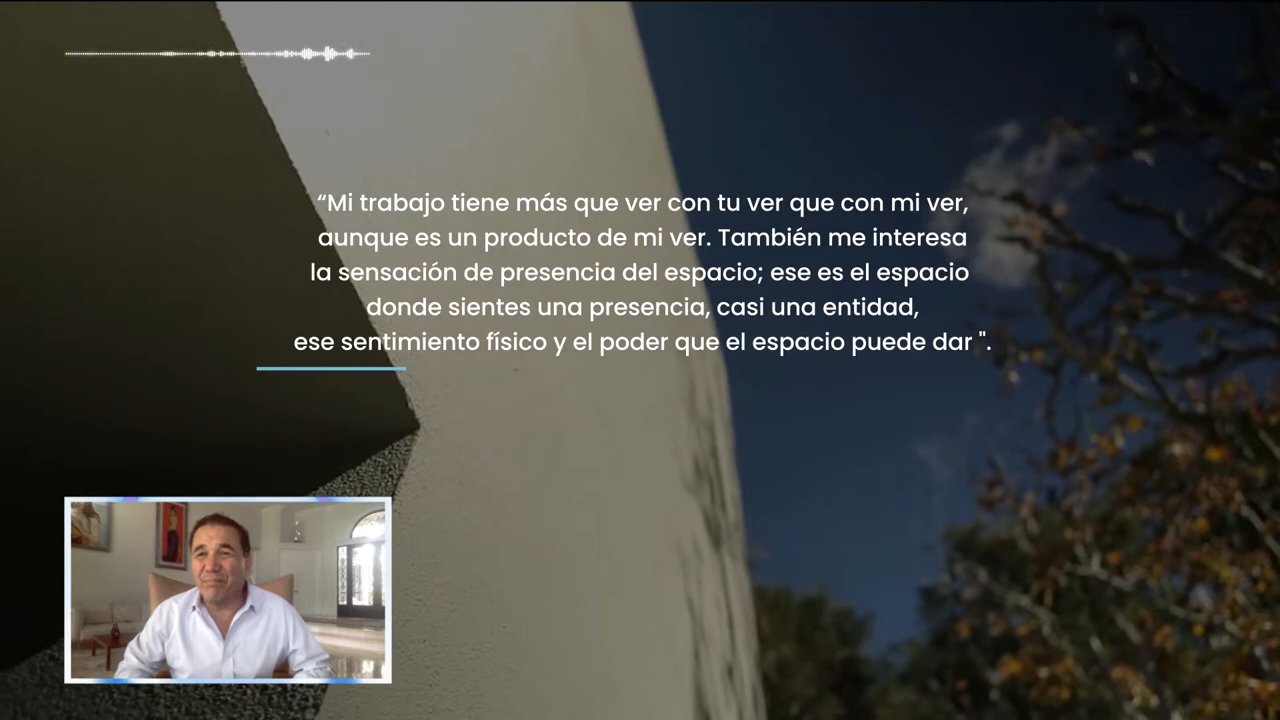 “Mi trabajo tiene más que ver con tu ver que con mi ver,
aunque es un producto de mi ver. También me interesa
la sensación de presencia del espacio; ese es el espacio
donde sientes una presencia, casi una entidad,
ese sentimiento físico y el poder que el espacio puede dar ".